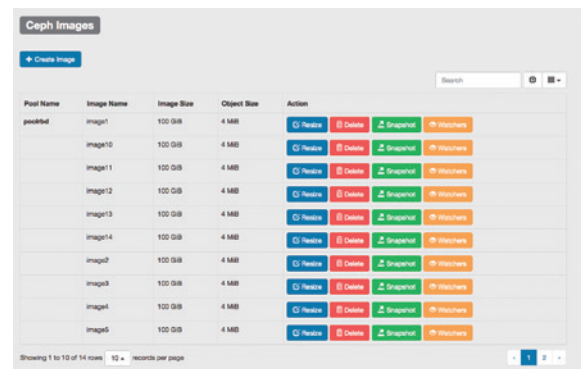 Ceph Images
+ Create Image
Search
Pool Name Image Name Image Size Object Size Action
poolrbd image1 100 GiB 4 MiB Resize Delete Snapshot Watchers
image10 100 GiB 4 MiB Resize Delete Snapshot Watchers
image11 100 GiB 4 MiB Resize Delete Snapshot Watchers
image12 100 GiB 4 MiB Resize Delete Snapshot Watchers
image13 100 GiB 4 MiB Resize Delete Snapshot Watchers
image14 100 GiB 4 MiB Resize Delete Snapshot Watchers
image2 100 GiB 4 MiB Resize Delete Snapshot Watchers
image3 100 GiB 4 MiB Resize Delete Snapshot Watchers
image4 100 GiB 4 MiB Resize Delete Snapshot Watchers
image5 100 GiB 4 MiB Resize Delete Snapshot Watchers
Showing 1 to 10 of 14 rows 10 records per page ‹ 1 2 ›